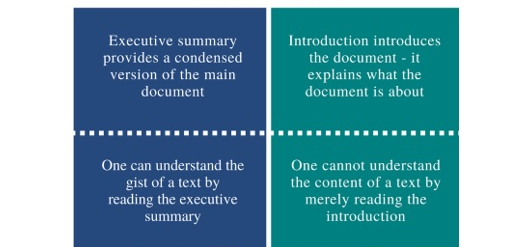 Executive summary
provides a condensed
version of the main
document
Introduction introduces
the document - it
explains what the
document is about
One can understand the
gist of a text by
reading the executive
summary
One cannot understand
the content of a text by
merely reading the
introduction